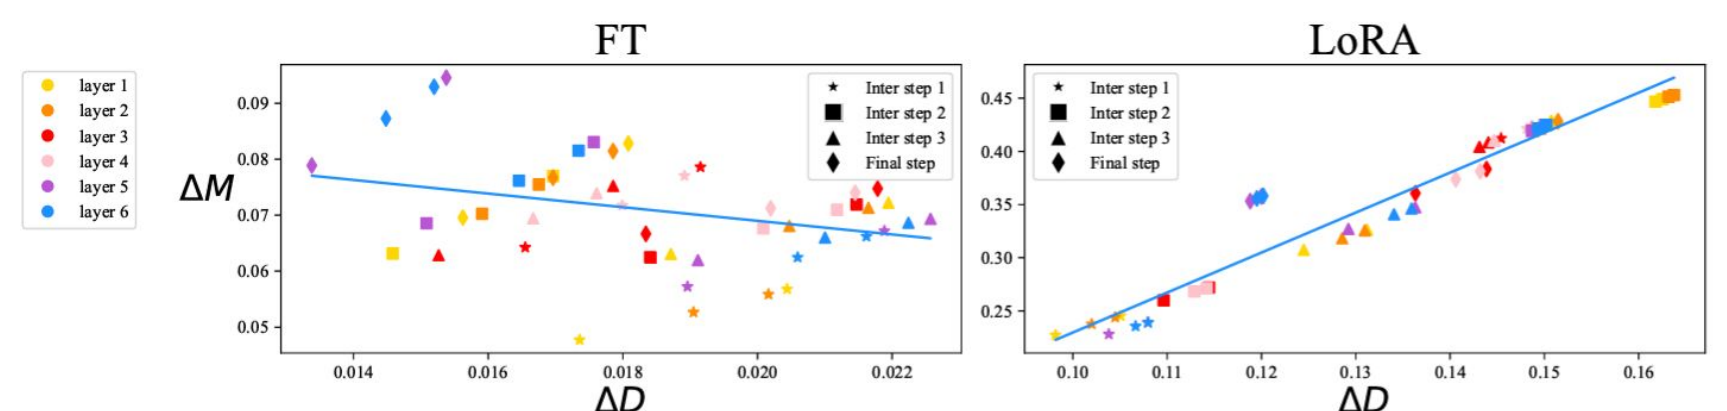 FT
LoRA
layer 1
layer 2
layer 3
layer 4
layer 5
layer 6
ΔM
0.09
0.08
0.07
0.06
0.05
Inter step 1
Inter step 2
Inter step 3
Final step
0.014 0.016 0.018 0.020 0.022
ΔD
0.45
0.40
0.35
0.30
0.25
Inter step 1
Inter step 2
Inter step 3
Final step
0.10 0.11 0.12 0.13 0.14 0.15 0.16
ΔD